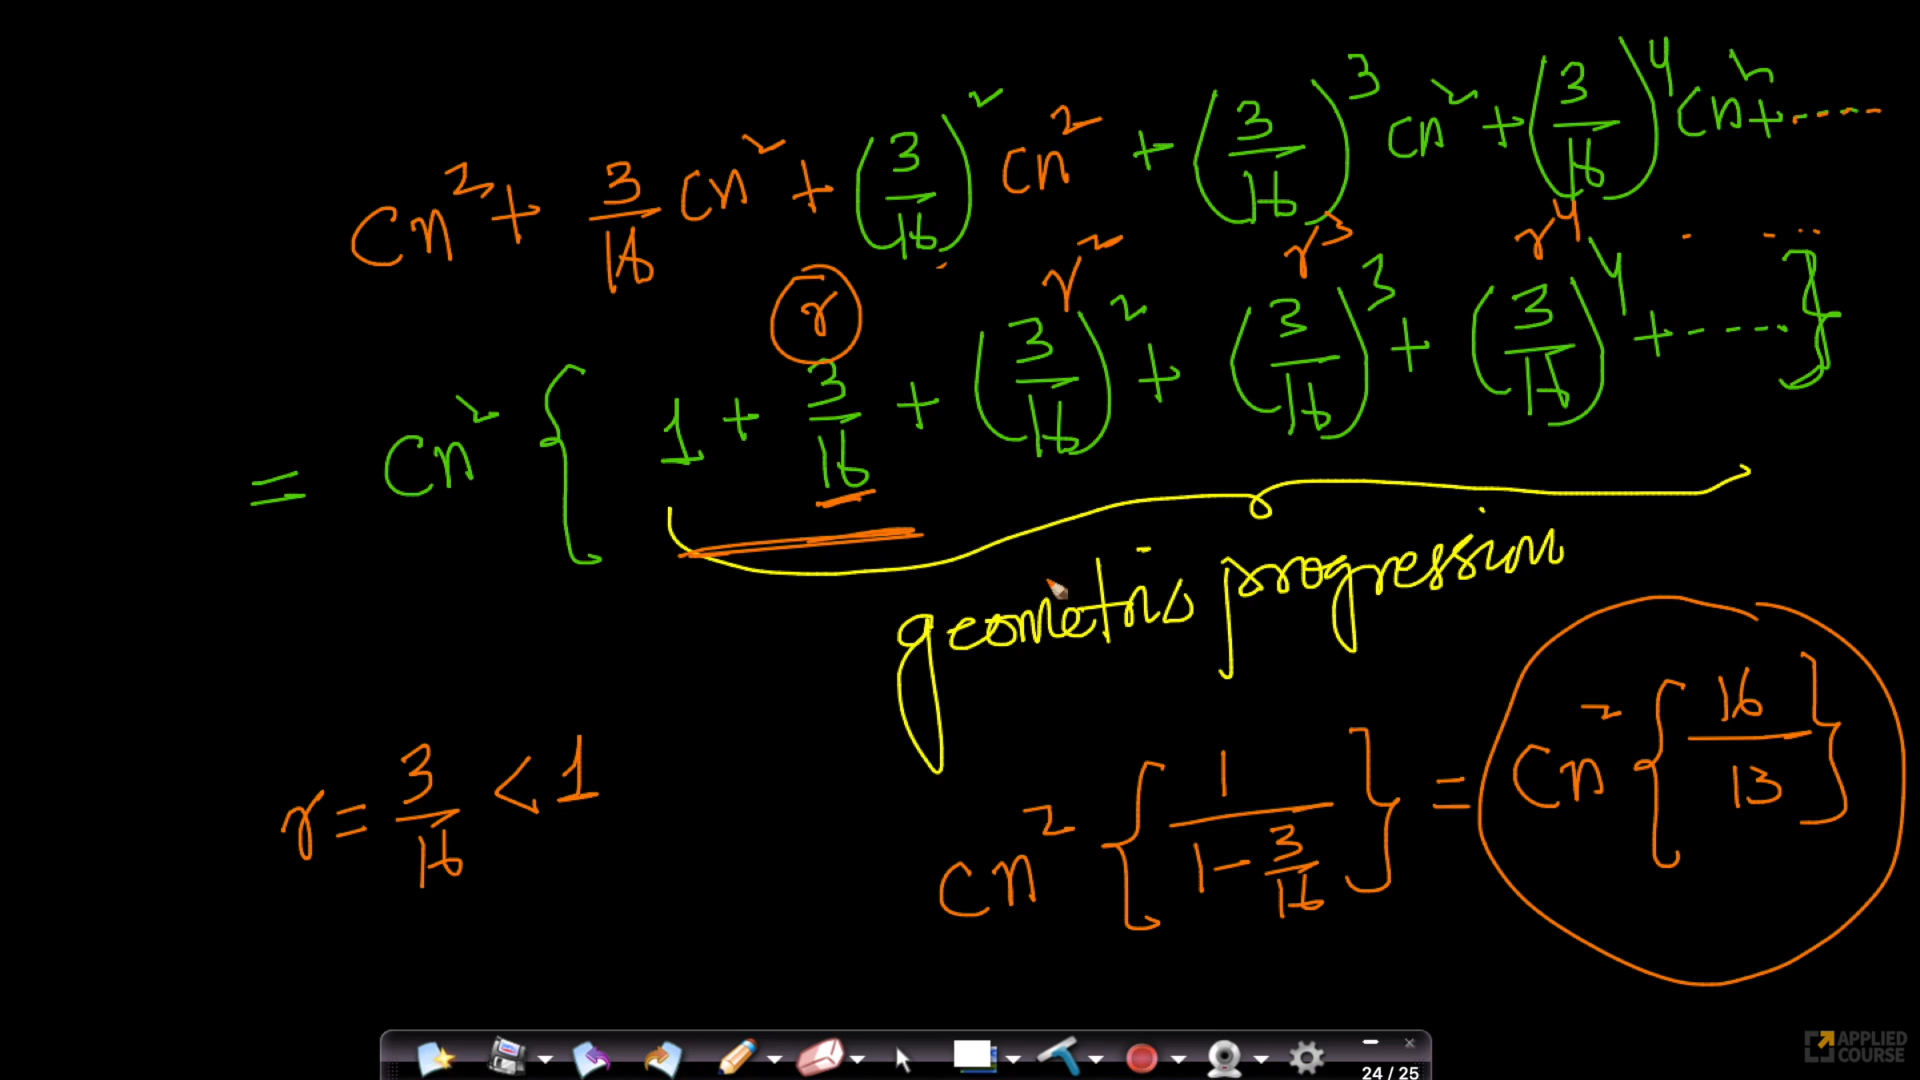 Cn² + 3/16 Cn² + (3/16)² Cn² + (3/16)³ Cn² + (3/16)⁴ Cn² + .....
r r² r³ r⁴ . . . .
= Cn² { 1 + 3/16 + (3/16)² + (3/16)³ + (3/16)⁴ + ..... }
geometric progression
r = 3/16 < 1
Cn² { 1/(1 - 3/16) } = Cn² { 16/13 }
24 / 25
APPLIED
COURSE